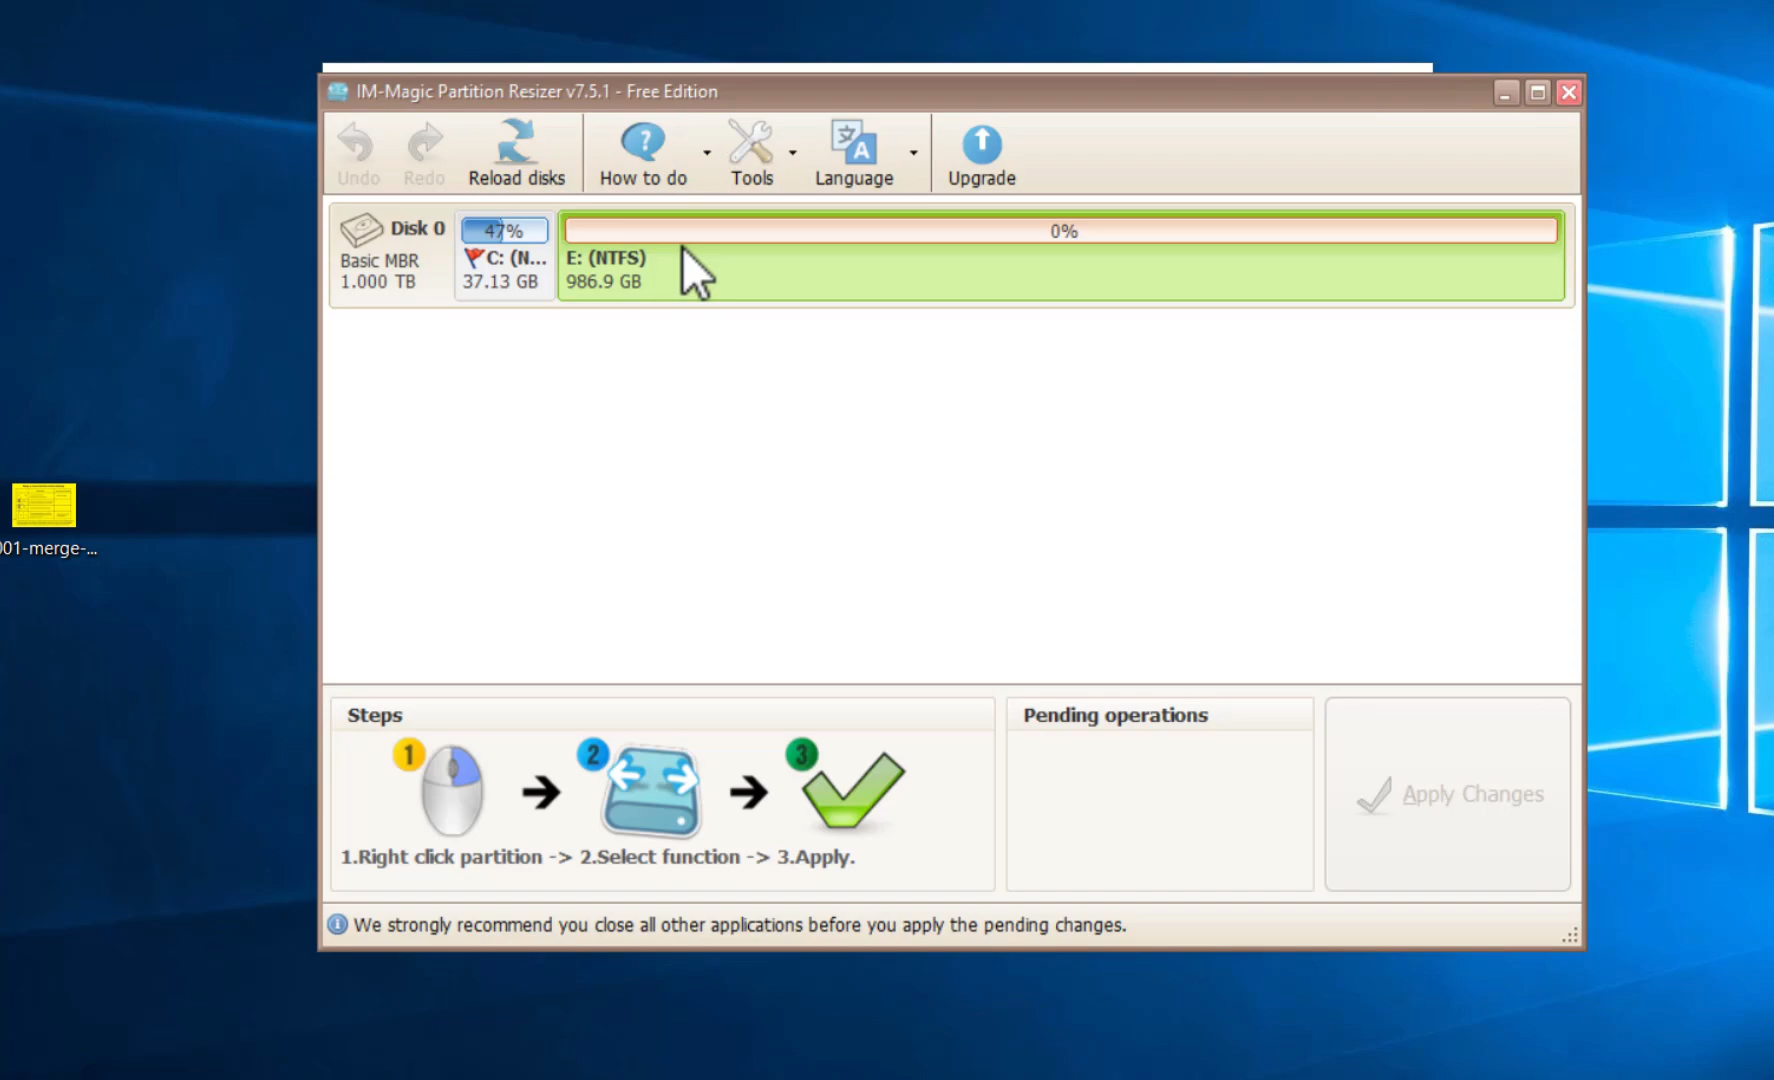 IM-Magic Partition Resizer v7.5.1 - Free Edition
Undo
Redo
Reload disks
How to do
Tools
Language
Upgrade
Disk 0
Basic MBR
1.000 TB
47%
C: (N...
37.13 GB
0%
E: (NTFS)
986.9 GB
001-merge-...
Steps
1
2
3
1.Right click partition -> 2.Select function -> 3.Apply.
Pending operations
Apply Changes
We strongly recommend you close all other applications before you apply the pending changes.